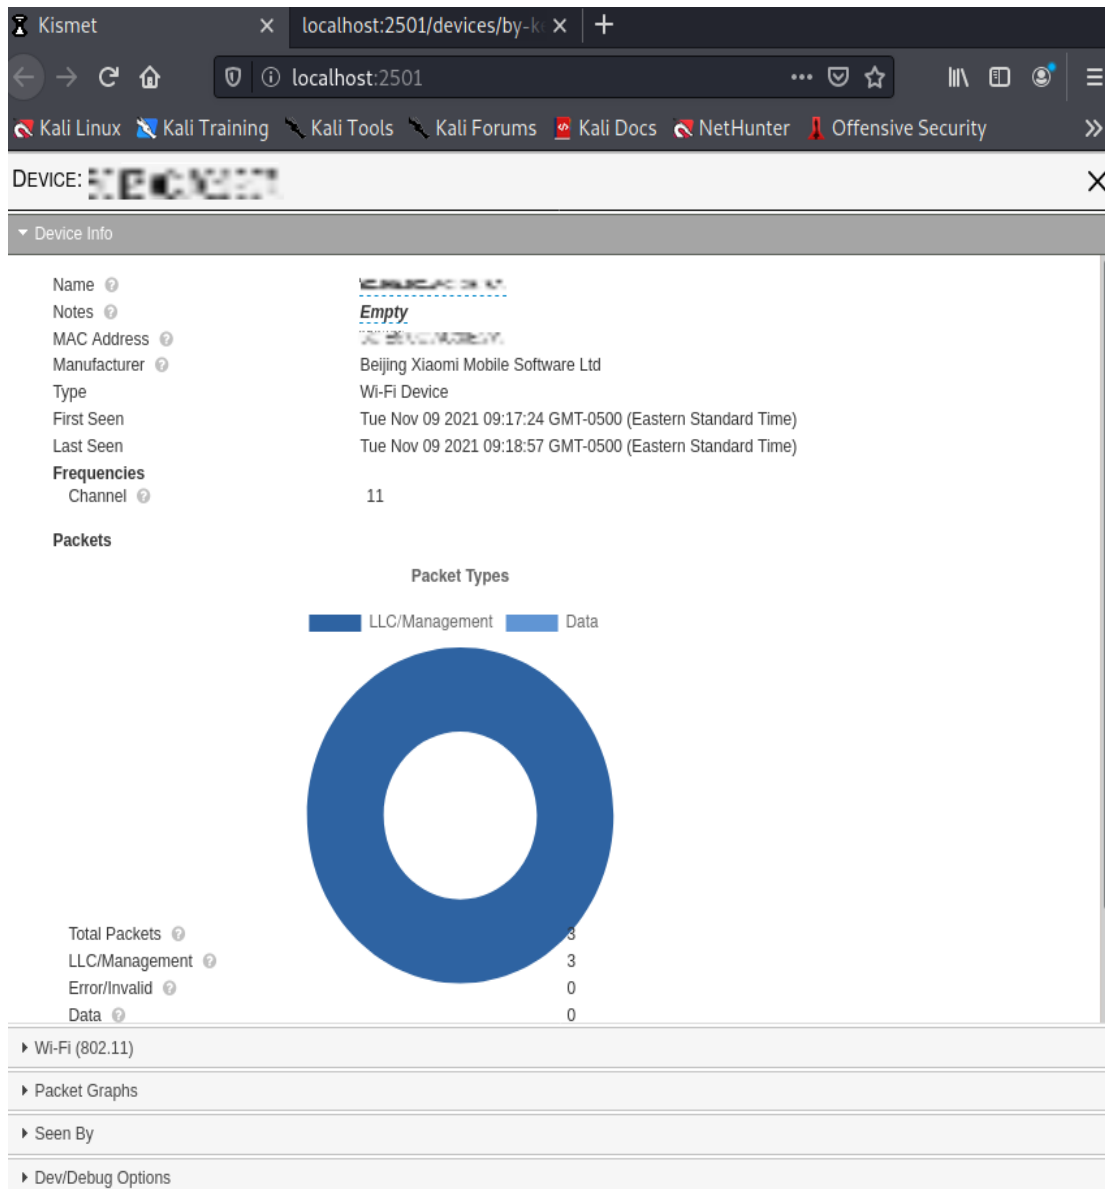 Kismet localhost:2501/devices/by-k
localhost:2501
Kali Linux Kali Training Kali Tools Kali Forums Kali Docs NetHunter Offensive Security
DEVICE:
Device Info
Name
Notes Empty
MAC Address
Manufacturer Beijing Xiaomi Mobile Software Ltd
Type Wi-Fi Device
First Seen Tue Nov 09 2021 09:17:24 GMT-0500 (Eastern Standard Time)
Last Seen Tue Nov 09 2021 09:18:57 GMT-0500 (Eastern Standard Time)
Frequencies
Channel 11
Packets
Packet Types
LLC/Management Data
Total Packets 3
LLC/Management 3
Error/Invalid 0
Data 0
Wi-Fi (802.11)
Packet Graphs
Seen By
Dev/Debug Options